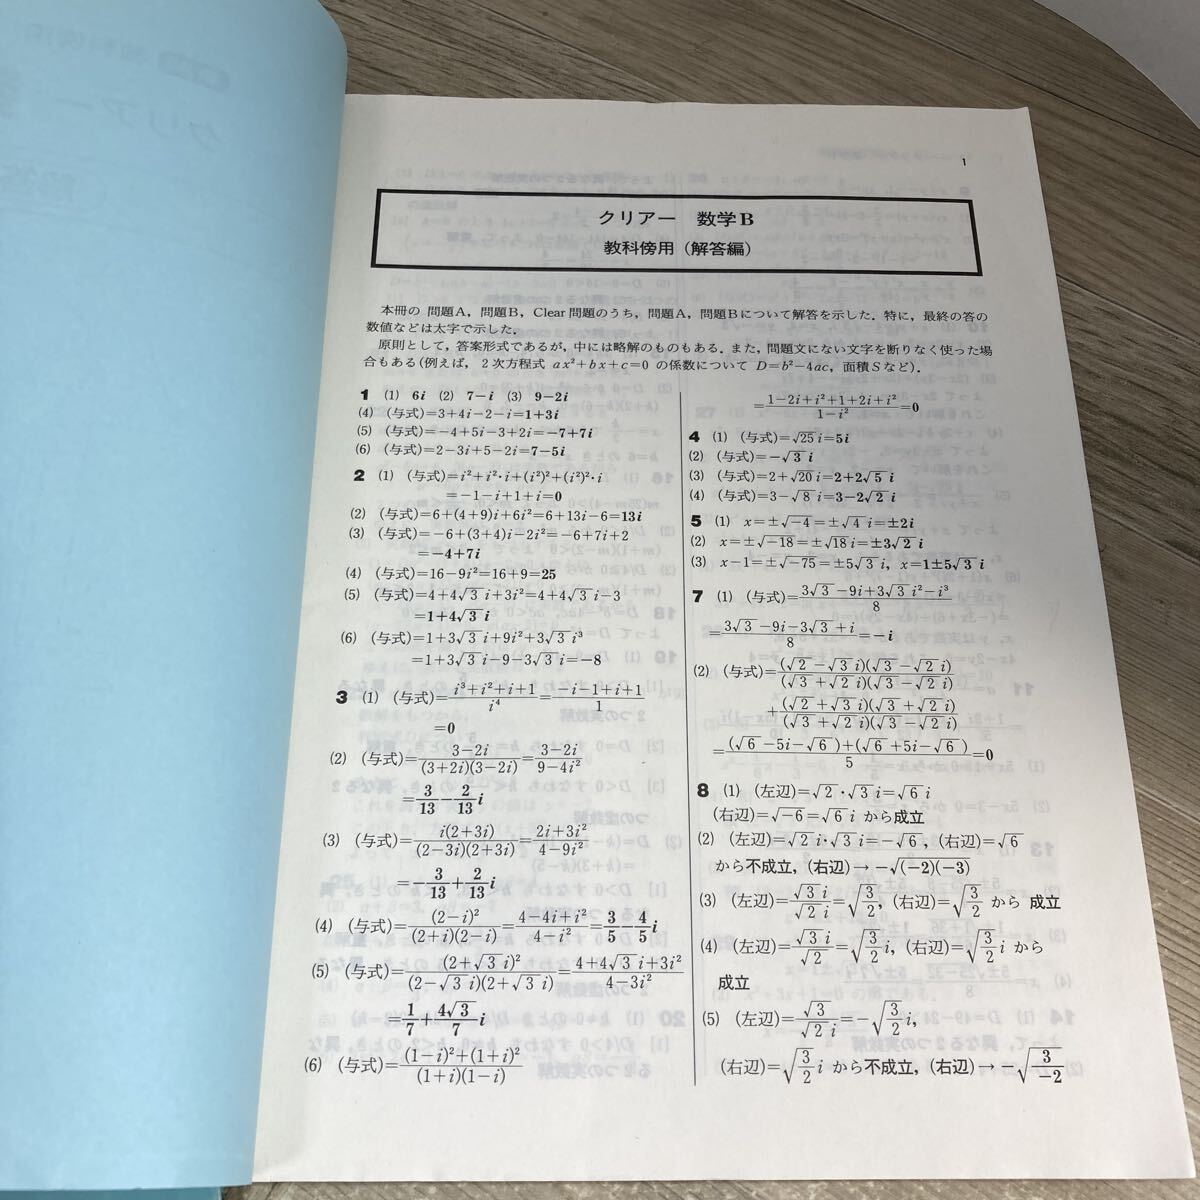 1
クリアー 数学B
教科傍用（解答編）
本冊の 問題A，問題B，Clear 問題のうち，問題A，問題Bについて解答を示した．特に，最終の答の
数値などは太字で示した．
原則として，答案形式であるが，中には略解のものもある．また，問題文にない文字を断りなく使った場
合もある（例えば，2次方程式 ax²+bx+c=0 の係数について D=b²−4ac，面積Sなど）．
1 (1) 6i (2) 7−i (3) 9−2i
(4) (与式)=3+4i−2−i=1+3i
(5) (与式)=−4+5i−3+2i=−7+7i
(6) (与式)=2−3i+5−2i=7−5i
2 (1) (与式)=i²+i²・i+(i²)²+(i²)²・i
=−1−i+1+i=0
(2) (与式)=6+(4+9)i+6i²=6+13i−6=13i
(3) (与式)=−6+(3+4)i−2i²=−6+7i+2
=−4+7i
(4) (与式)=16−9i²=16+9=25
(5) (与式)=4+4√3 i+3i²=4+4√3 i−3
=1+4√3 i
(6) (与式)=1+3√3 i+9i²+3√3 i³
=1+3√3 i−9−3√3 i=−8
3 (1) (与式)=(i³+i²+i+1)/i⁴=(−i−1+i+1)/1
=0
(2) (与式)=(3−2i)/((3+2i)(3−2i))=(3−2i)/(9−4i²)
=3/13−2/13 i
(3) (与式)=i(2+3i)/((2−3i)(2+3i))=(2i+3i²)/(4−9i²)
=−3/13+2/13 i
(4) (与式)=(2−i)²/((2+i)(2−i))=(4−4i+i²)/(4−i²)=3/5−4/5 i
(5) (与式)=(2+√3 i)²/((2−√3 i)(2+√3 i))=(4+4√3 i+3i²)/(4−3i²)
=1/7+4√3/7 i
(6) (与式)=((1−i)²+(1+i)²)/((1+i)(1−i))
=(1−2i+i²+1+2i+i²)/(1−i²)=0
4 (1) (与式)=√25 i=5i
(2) (与式)=−√3 i
(3) (与式)=2+√20 i=2+2√5 i
(4) (与式)=3−√8 i=3−2√2 i
5 (1) x=±√−4=±√4 i=±2i
(2) x=±√−18=±√18 i=±3√2 i
(3) x−1=±√−75=±5√3 i，x=1±5√3 i
7 (1) (与式)=(3√3−9i+3√3 i²−i³)/8
=(3√3−9i−3√3+i)/8=−i
(2) (与式)=(√2−√3 i)(√3−√2 i)/((√3+√2 i)(√3−√2 i))
+(√2+√3 i)(√3+√2 i)/((√3+√2 i)(√3−√2 i))
=((√6−5i−√6)+(√6+5i−√6))/5=0
8 (1) (左辺)=√2・√3 i=√6 i
(右辺)=√−6=√6 i から成立
(2) (左辺)=√2 i・√3 i=−√6，(右辺)=√6
から不成立，(右辺)→−√(−2)(−3)
(3) (左辺)=√3 i/√2 i=√(3/2)，(右辺)=√(3/2) から 成立
(4) (左辺)=√3 i/√2=√(3/2) i，(右辺)=√(3/2) i から
成立
(5) (左辺)=√3/√2 i=−√(3/2) i，
(右辺)=√(3/2) i から不成立，(右辺)→−√(3/−2)